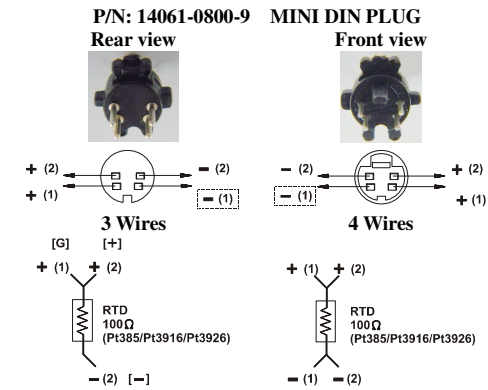 P/N: 14061-0800-9 MINI DIN PLUG
Rear view Front view
+ (2) − (2) − (2) + (2)
+ (1) − (1) − (1) + (1)
3 Wires 4 Wires
[G] [+]
+ (1) + (2) + (1) + (2)
RTD
100Ω
(Pt385/Pt3916/Pt3926)
RTD
100Ω
(Pt385/Pt3916/Pt3926)
− (2) [−] − (1) − (2)